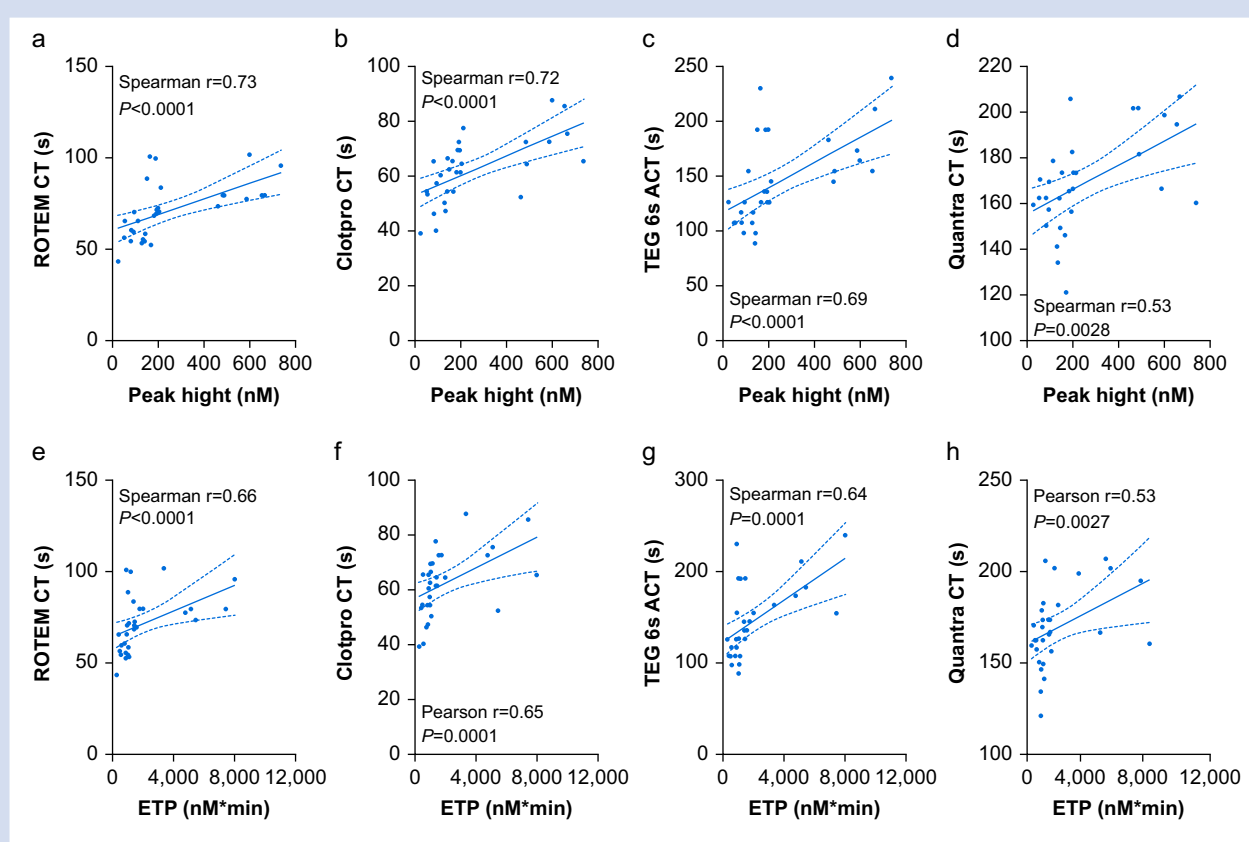 a
ROTEM CT (s)
150
100
50
0
Spearman r=0.73
P<0.0001
0 200 400 600 800
Peak hight (nM)
b
Clotpro CT (s)
100
80
60
40
20
0
Spearman r=0.72
P<0.0001
0 200 400 600 800
Peak hight (nM)
c
TEG 6s ACT (s)
250
200
150
100
50
0
Spearman r=0.69
P<0.0001
0 200 400 600 800
Peak hight (nM)
d
Quantra CT (s)
220
200
180
160
140
120
100
Spearman r=0.53
P=0.0028
0 200 400 600 800
Peak hight (nM)
e
ROTEM CT (s)
150
100
50
0
Spearman r=0.66
P<0.0001
0 4,000 8,000 12,000
ETP (nM*min)
f
Clotpro CT (s)
100
80
60
40
20
0
Pearson r=0.65
P=0.0001
0 4,000 8,000 12,000
ETP (nM*min)
g
TEG 6s ACT (s)
300
200
100
0
Spearman r=0.64
P=0.0001
0 4,000 8,000 12,000
ETP (nM*min)
h
Quantra CT (s)
250
200
150
100
Pearson r=0.53
P=0.0027
0 4,000 8,000 12,000
ETP (nM*min)